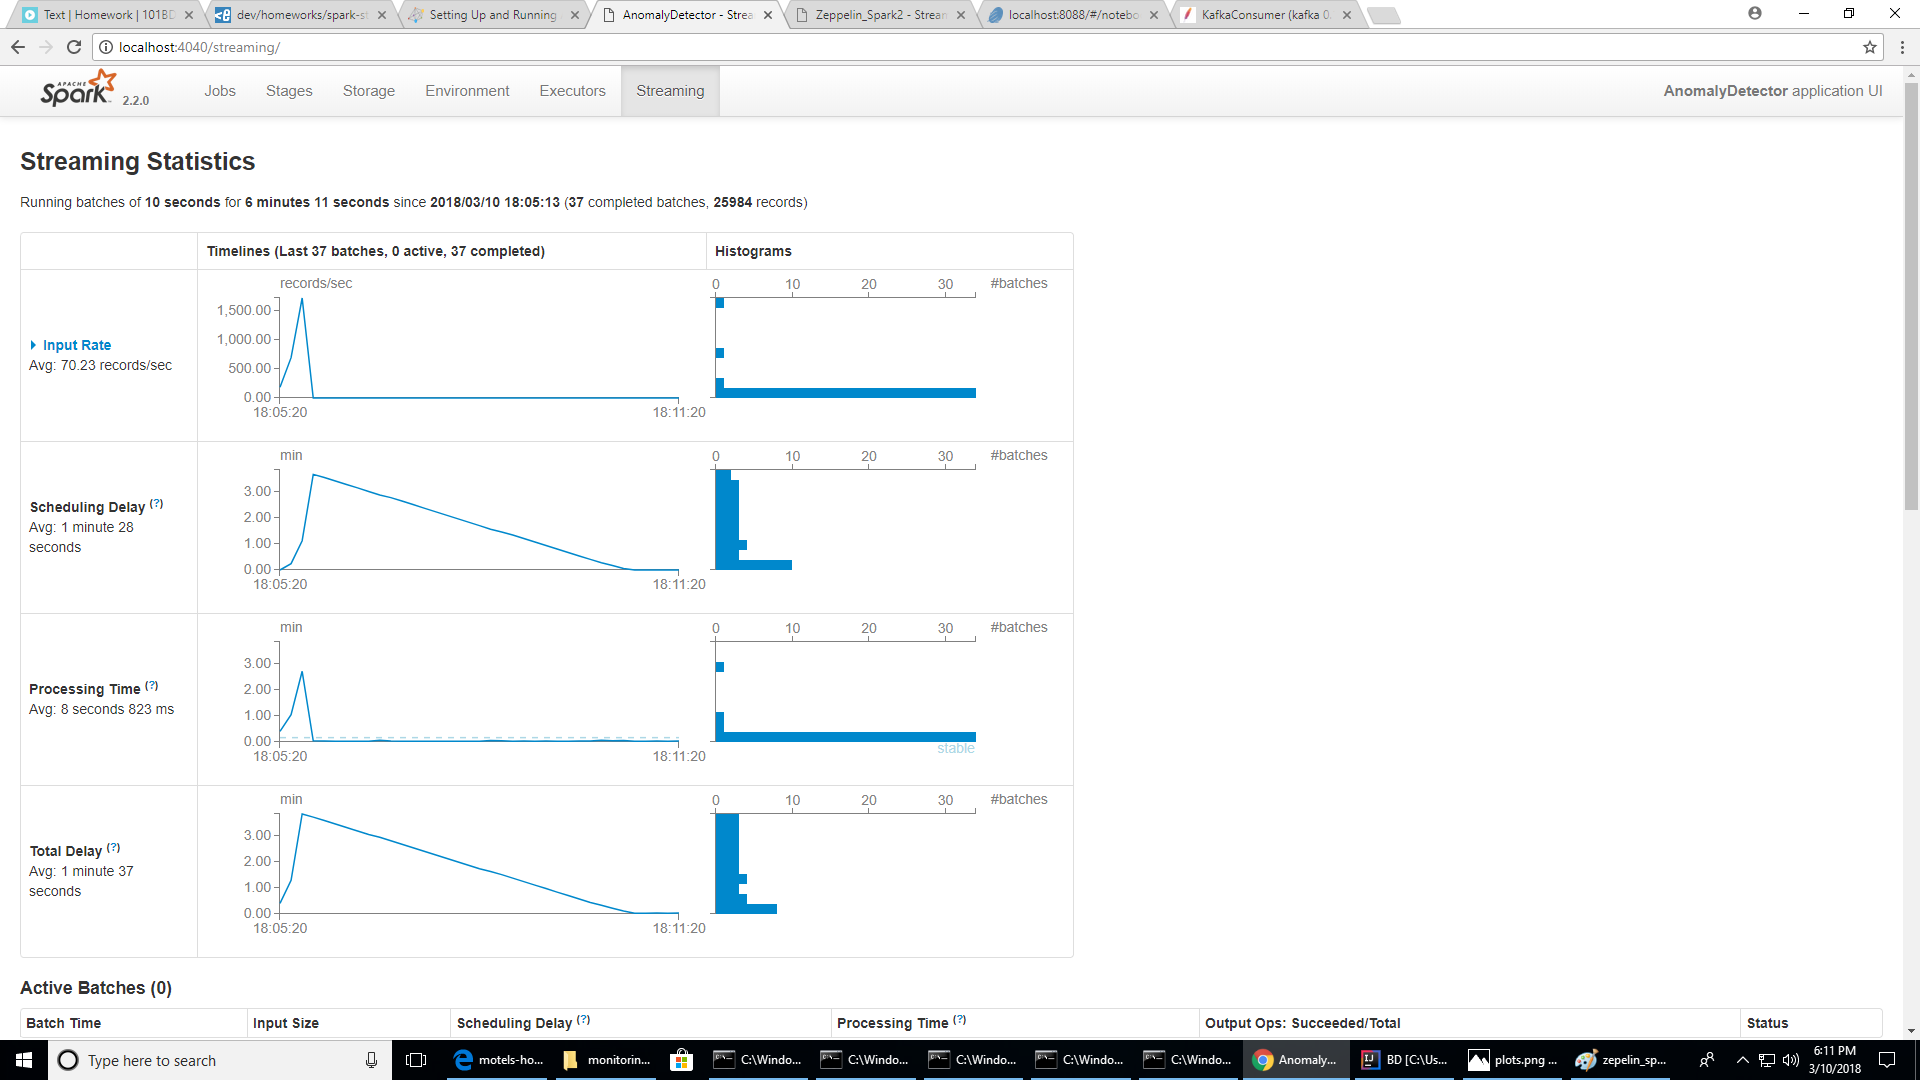 Text | Homework | 101BD
dev/homeworks/spark-st
Setting Up and Running
AnomalyDetector - Strea
Zeppelin_Spark2 - Stream
localhost:8088/#/notebo
KafkaConsumer (kafka 0.
localhost:4040/streaming/
APACHE Spark 2.2.0
Jobs Stages Storage Environment Executors Streaming
AnomalyDetector application UI
Streaming Statistics
Running batches of 10 seconds for 6 minutes 11 seconds since 2018/03/10 18:05:13 (37 completed batches, 25984 records)
Timelines (Last 37 batches, 0 active, 37 completed)
Histograms
Input Rate
Avg: 70.23 records/sec
records/sec
1,500.00
1,000.00
500.00
0.00
18:05:20 18:11:20
0 10 20 30 #batches
Scheduling Delay (?)
Avg: 1 minute 28
seconds
min
3.00
2.00
1.00
0.00
18:05:20 18:11:20
0 10 20 30 #batches
Processing Time (?)
Avg: 8 seconds 823 ms
min
3.00
2.00
1.00
0.00
18:05:20 18:11:20
0 10 20 30 #batches
stable
Total Delay (?)
Avg: 1 minute 37
seconds
min
3.00
2.00
1.00
0.00
18:05:20 18:11:20
0 10 20 30 #batches
Active Batches (0)
Batch Time Input Size Scheduling Delay (?) Processing Time (?) Output Ops: Succeeded/Total Status
Type here to search
motels-ho...
monitorin...
C:\Windo...
C:\Windo...
C:\Windo...
C:\Windo...
C:\Windo...
Anomaly...
BD [C:\Us...
plots.png ...
zepelin_sp...
6:11 PM
3/10/2018